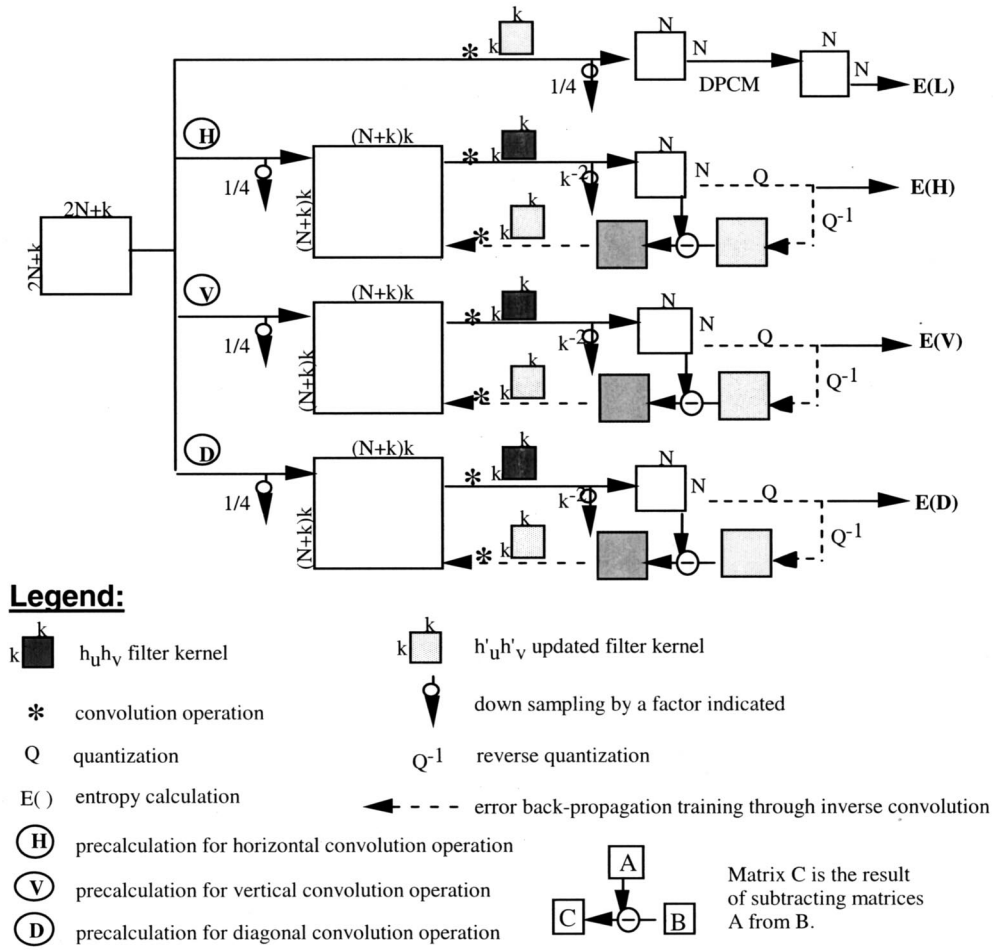 k
k
*
1/4
N
N
DPCM
N
N
E(L)
H
1/4
(N+k)k
(N+k)k
*
k
k
k-2
N
N
Q
E(H)
Q-1
k
k
*
2N+k
2N+k
V
1/4
(N+k)k
(N+k)k
*
k
k
k-2
N
N
Q
E(V)
Q-1
k
k
*
D
1/4
(N+k)k
(N+k)k
*
k
k
k-2
N
N
Q
E(D)
Q-1
k
k
*
Legend:
k
k
huhv filter kernel
k
k
h'uh'v updated filter kernel
* convolution operation
down sampling by a factor indicated
Q quantization
Q-1 reverse quantization
E( ) entropy calculation
error back-propagation training through inverse convolution
H precalculation for horizontal convolution operation
V precalculation for vertical convolution operation
D precalculation for diagonal convolution operation
A
C
B
Matrix C is the result
of subtracting matrices
A from B.